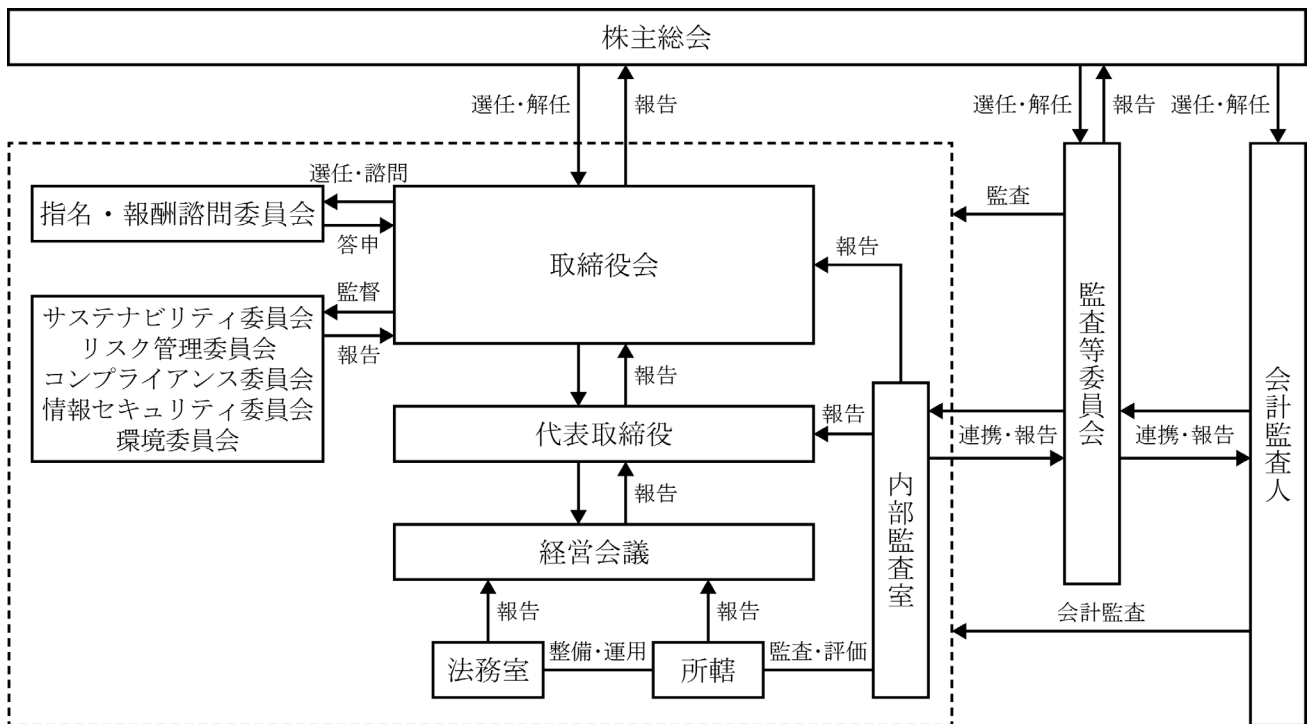 株主総会
選任・解任
報告
選任・解任
報告
選任・解任
選任・諮問
指名・報酬諮問委員会
答申
取締役会
監査
報告
監督
サステナビリティ委員会
リスク管理委員会
コンプライアンス委員会
情報セキュリティ委員会
環境委員会
報告
報告
代表取締役
報告
報告
経営会議
報告
報告
法務室
整備・運用
所轄
監査・評価
内部監査室
連携・報告
監査等委員会
連携・報告
会計監査人
会計監査